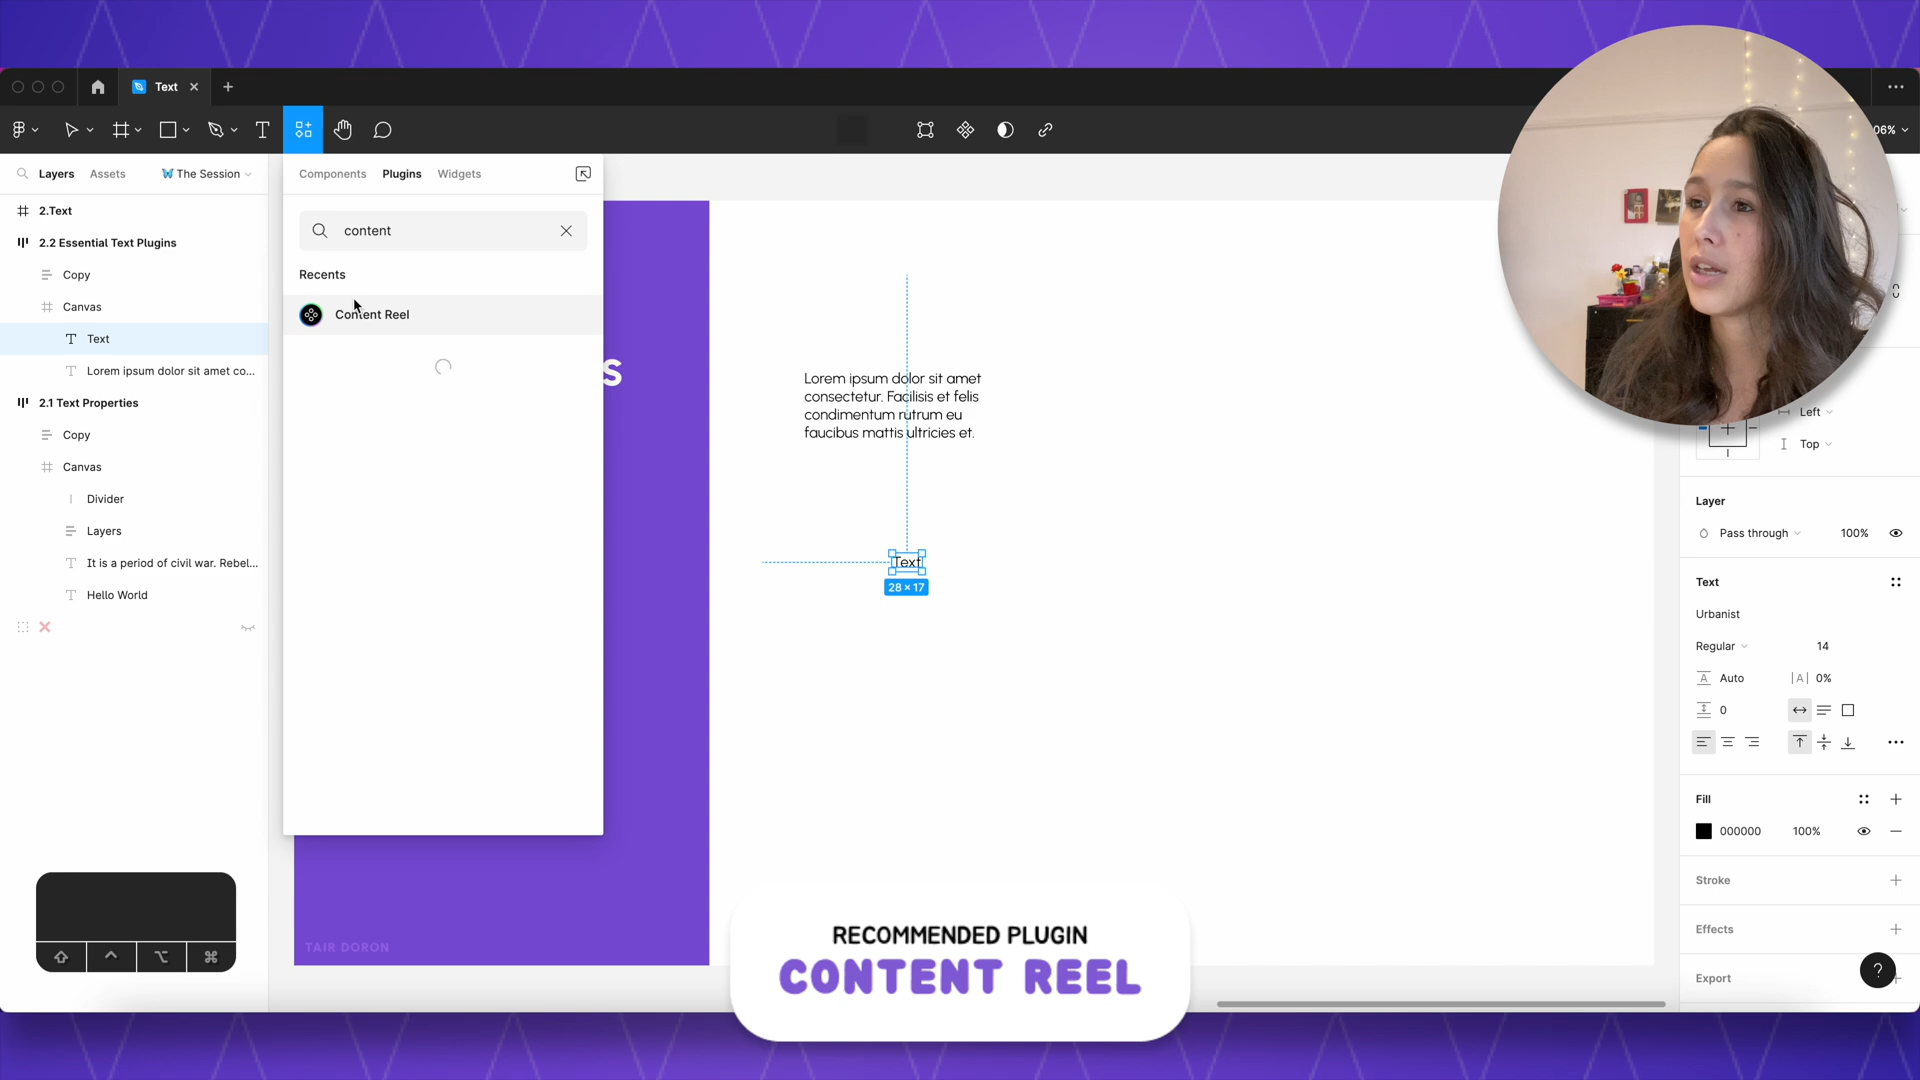 Text
06%
Layers
Assets
🦋 The Session
Components
Plugins
Widgets
2.Text
content
2.2 Essential Text Plugins
Recents
Copy
Canvas
Content Reel
Text
Lorem ipsum dolor sit amet co...
s
2.1 Text Properties
Copy
Canvas
Divider
Layers
It is a period of civil war. Rebel...
Hello World
Lorem ipsum dolor sit amet
consectetur. Facilisis et felis
condimentum rutrum eu
faucibus mattis ultricies et.
Text
28 × 17
Left
Top
Layer
Pass through
100%
Text
Urbanist
Regular
14
Auto
0%
0
Fill
000000
100%
Stroke
Effects
Export
?
TAIR DORON
RECOMMENDED PLUGIN
CONTENT REEL